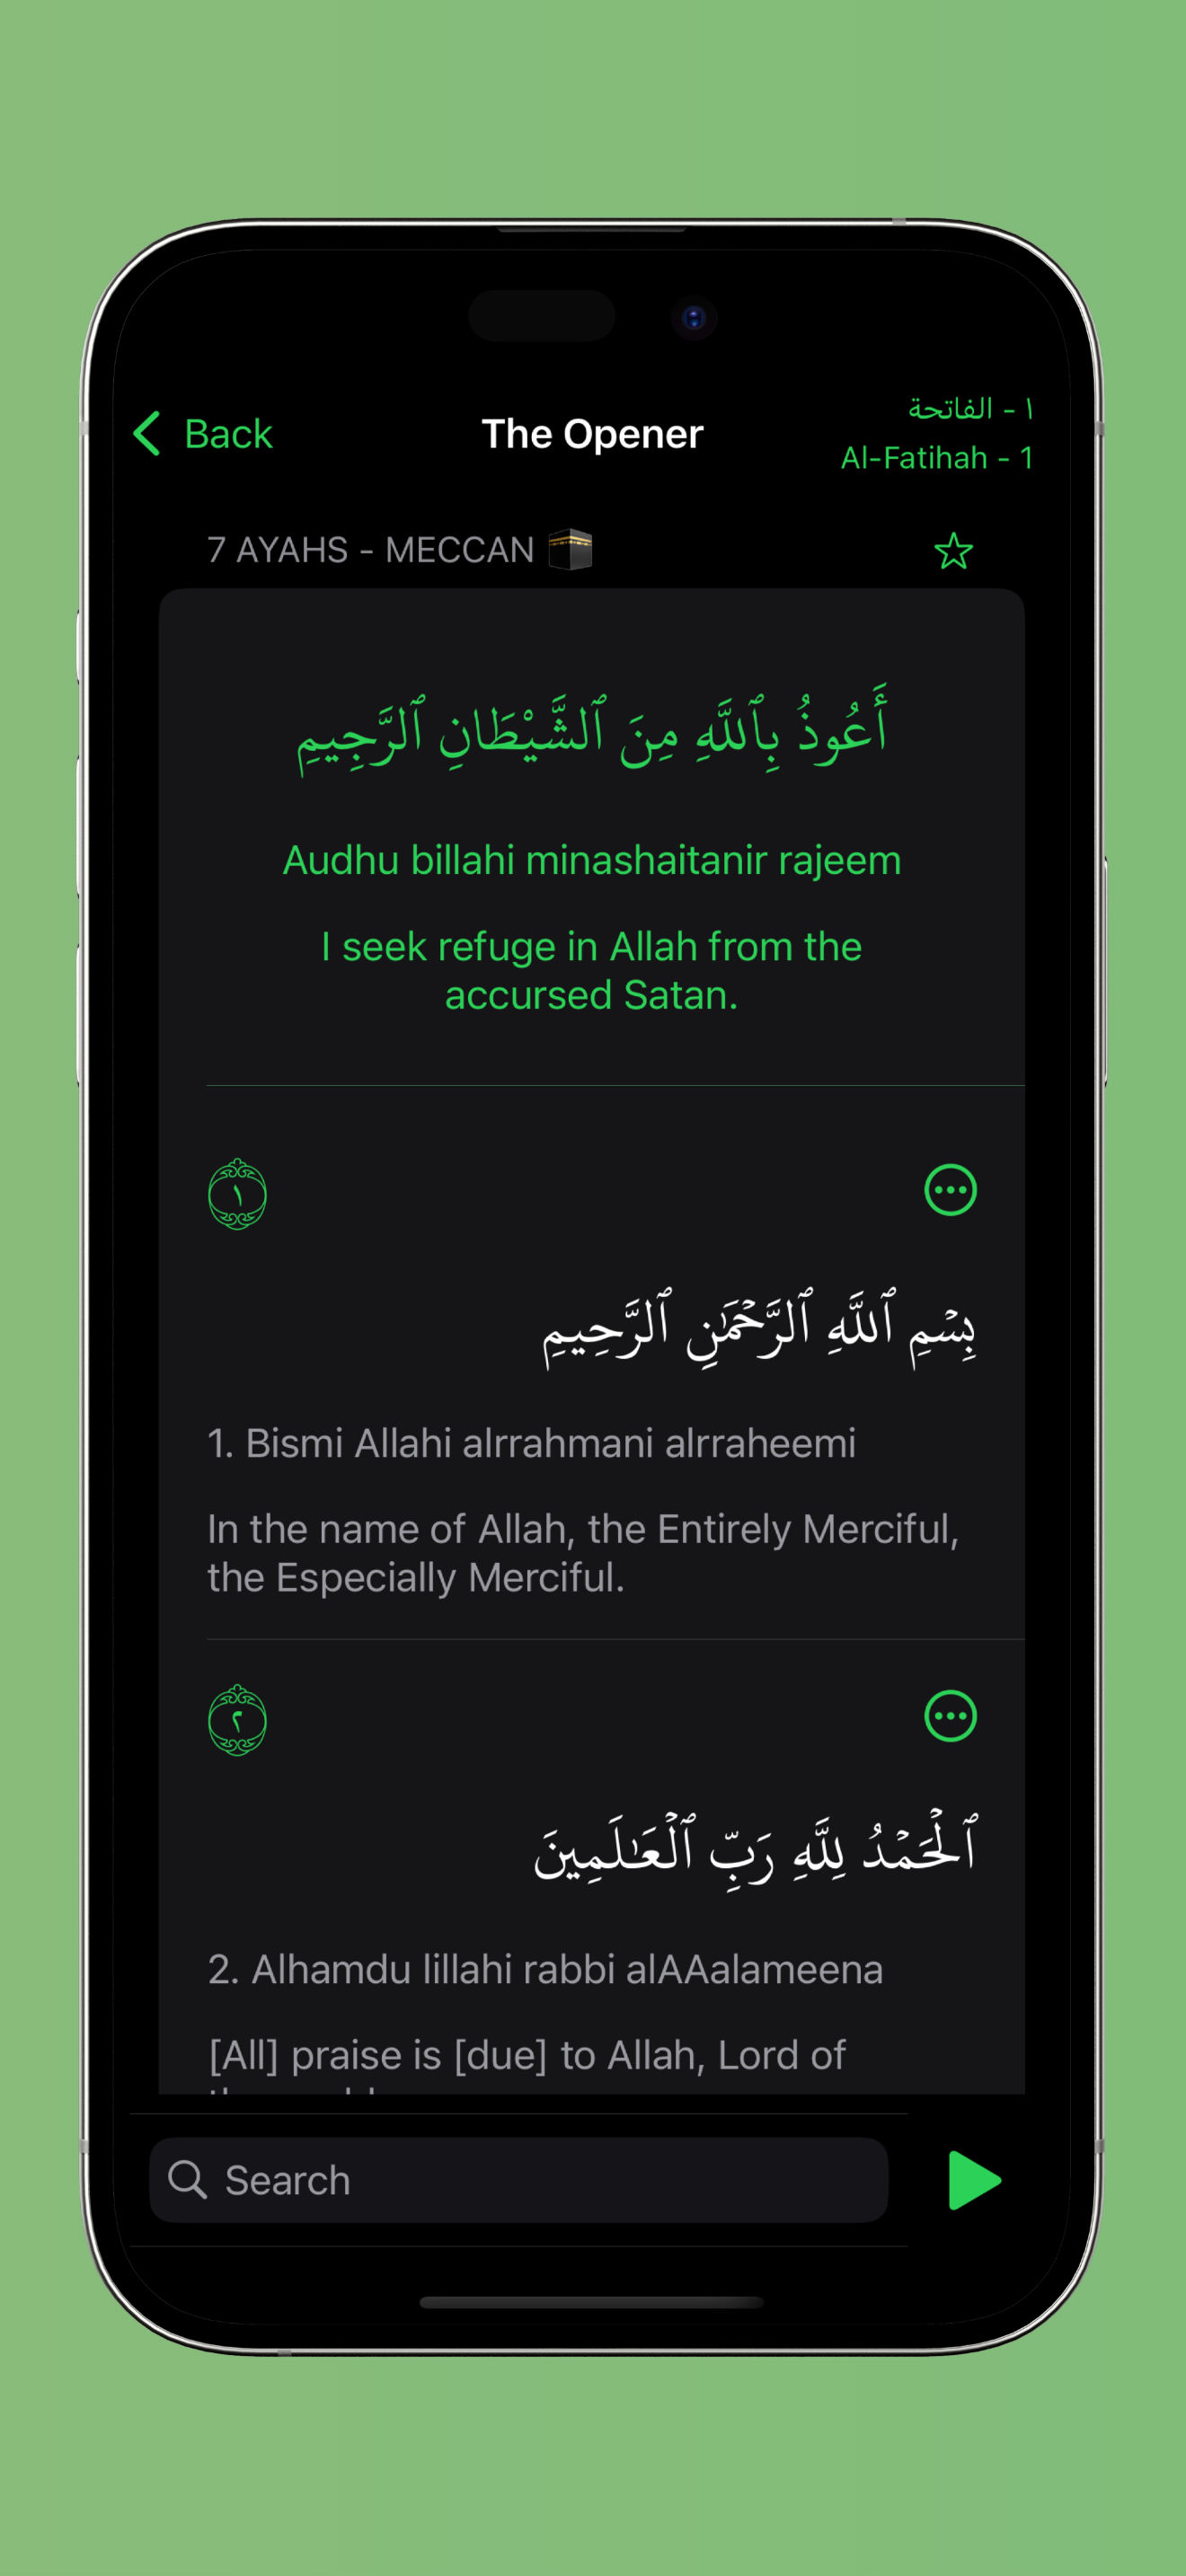 Back
The Opener
١ - الفاتحة
Al-Fatihah - 1
7 AYAHS - MECCAN
أَعُوذُ بِٱللَّهِ مِنَ ٱلشَّيْطَانِ ٱلرَّجِيمِ
Audhu billahi minashaitanir rajeem
I seek refuge in Allah from the
accursed Satan.
١
بِسۡمِ ٱللَّهِ ٱلرَّحۡمَٰنِ ٱلرَّحِيمِ
1. Bismi Allahi alrrahmani alrraheemi
In the name of Allah, the Entirely Merciful,
the Especially Merciful.
٢
ٱلۡحَمۡدُ لِلَّهِ رَبِّ ٱلۡعَٰلَمِينَ
2. Alhamdu lillahi rabbi alAAalameena
[All] praise is [due] to Allah, Lord of
Search